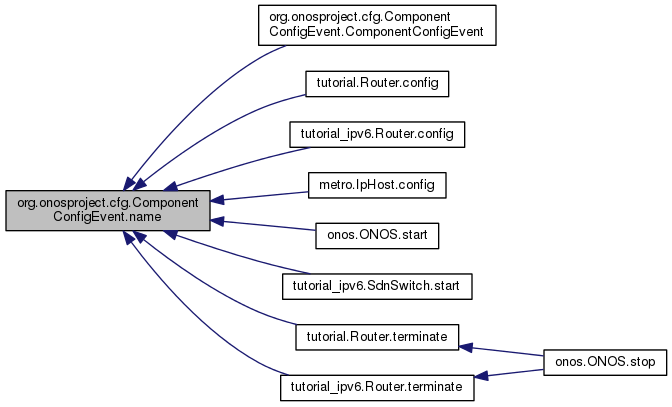 org.onosproject.cfg.Component
ConfigEvent.ComponentConfigEvent
tutorial.Router.config
tutorial_ipv6.Router.config
metro.IpHost.config
org.onosproject.cfg.Component
ConfigEvent.name
onos.ONOS.start
tutorial_ipv6.SdnSwitch.start
tutorial.Router.terminate
onos.ONOS.stop
tutorial_ipv6.Router.terminate